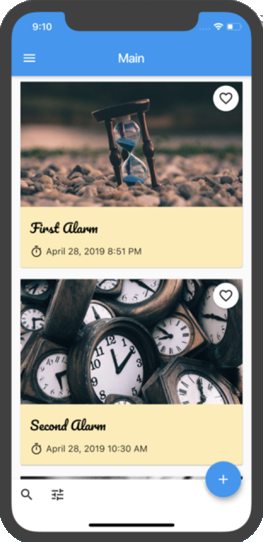 9:10
Main
First Alarm
April 28, 2019 8:51 PM
Second Alarm
April 28, 2019 10:30 AM